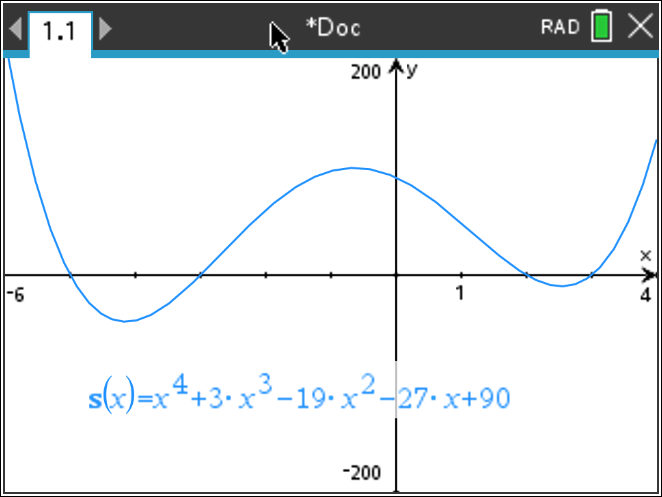 1.1 *Doc RAD
200 y
x
-6 1 4
s(x)=x⁴+3·x³−19·x²−27·x+90
-200